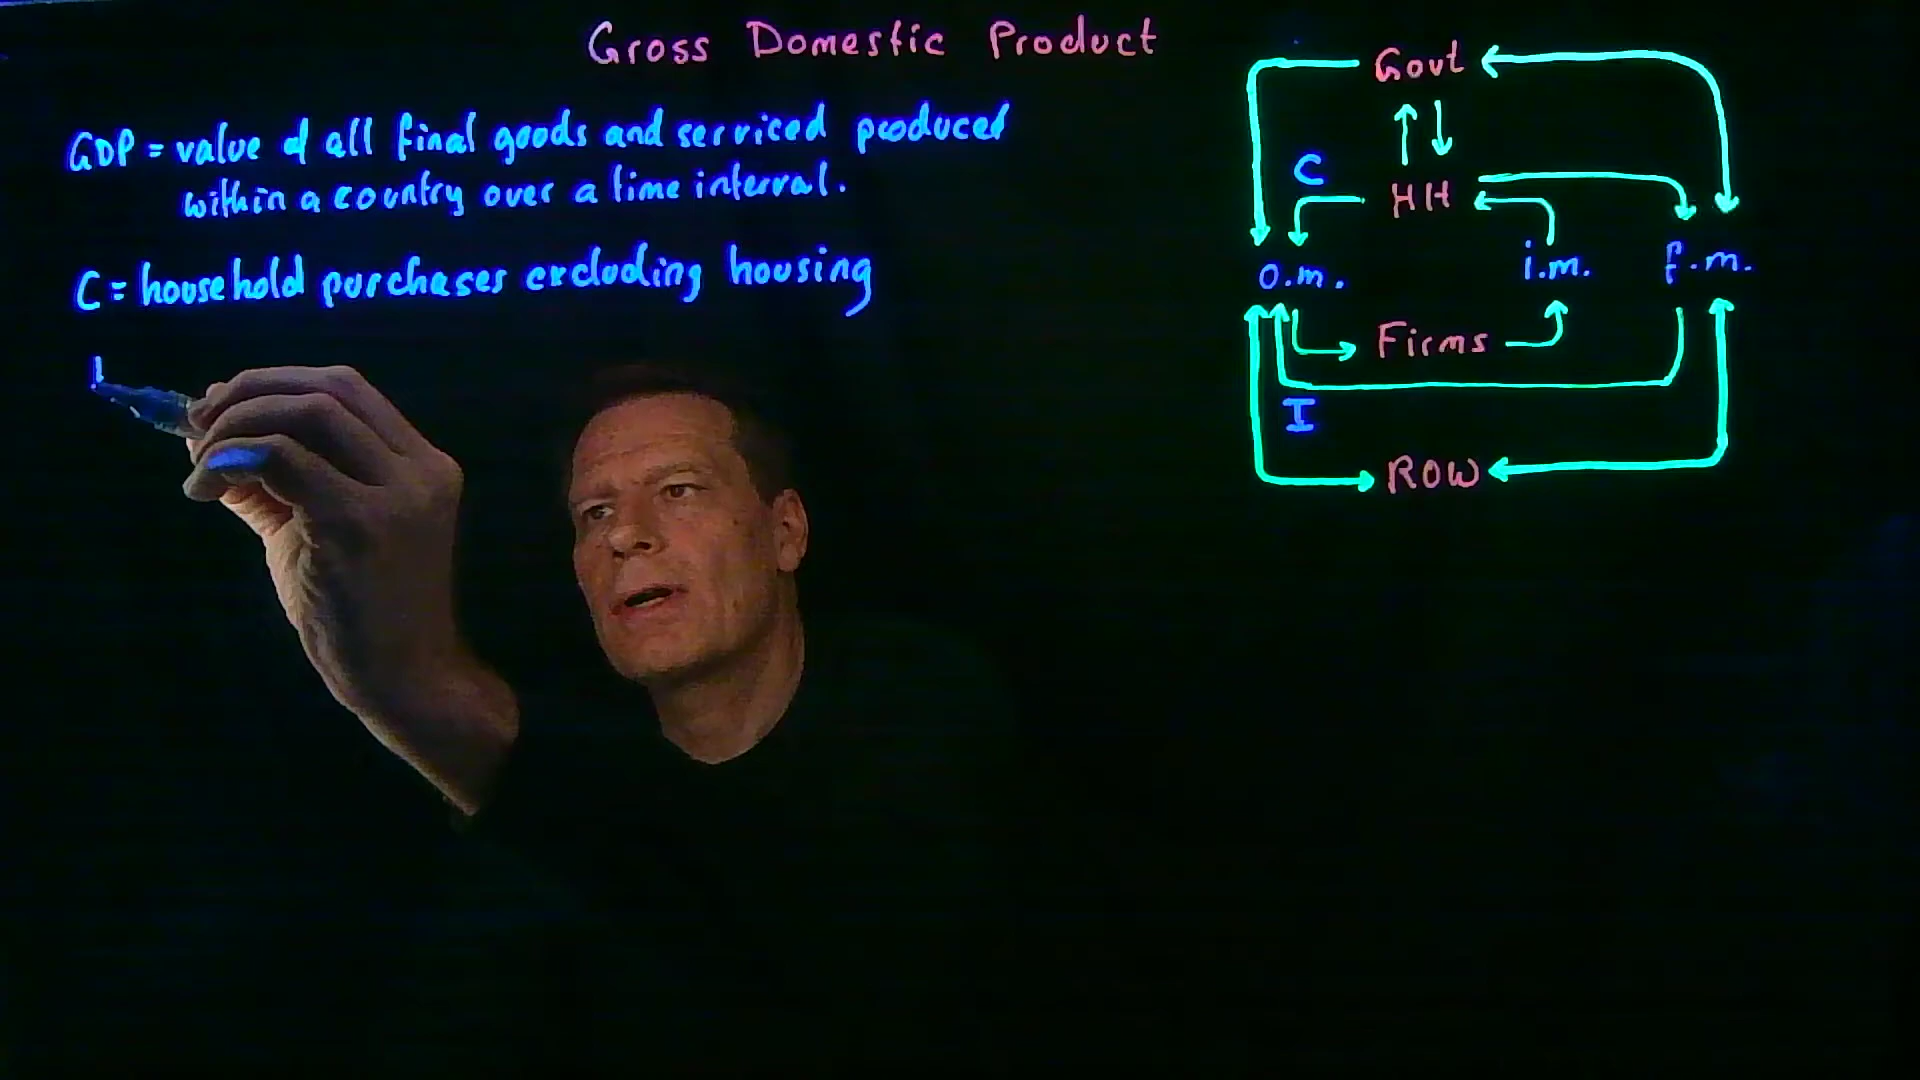 Gross Domestic Product
GDP = value of all final goods and serviced produced
within a country over a time interval.
C = household purchases excluding housing
Govt
C
HH
o.m.
i.m.
f.m.
Firms
I
ROW